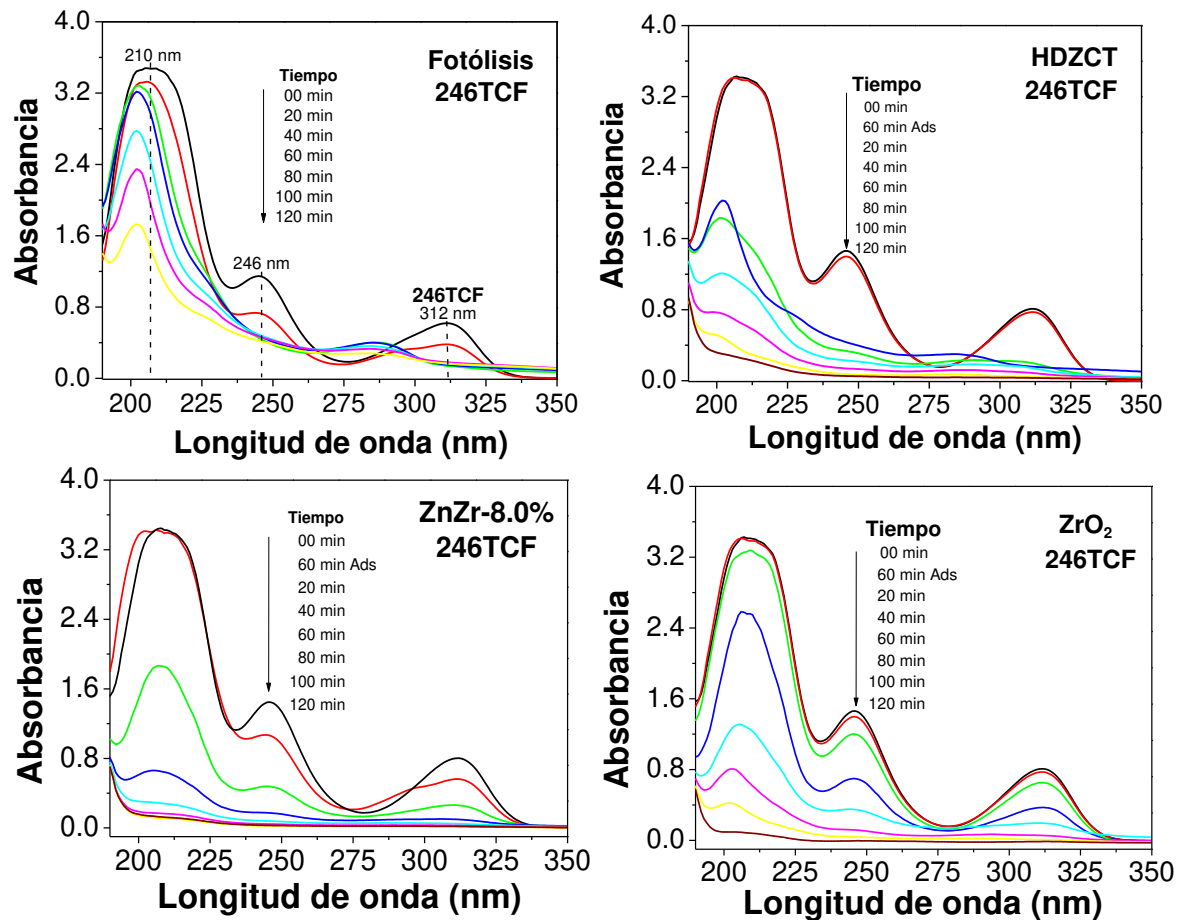 Absorbancia
4.0
3.2
2.4
1.6
0.8
0.0
210 nm
Fotólisis
246TCF
Tiempo
00 min
20 min
40 min
60 min
80 min
100 min
120 min
246 nm
246TCF
312 nm
200 225 250 275 300 325 350
Longitud de onda (nm)
Absorbancia
4.0
3.2
2.4
1.6
0.8
0.0
HDZCT
246TCF
Tiempo
00 min
60 min Ads
20 min
40 min
60 min
80 min
100 min
120 min
200 225 250 275 300 325 350
Longitud de onda (nm)
Absorbancia
4.0
3.2
2.4
1.6
0.8
0.0
ZnZr-8.0%
246TCF
Tiempo
00 min
60 min Ads
20 min
40 min
60 min
80 min
100 min
120 min
200 225 250 275 300 325 350
Longitud de onda (nm)
Absorbancia
4.0
3.2
2.4
1.6
0.8
0.0
ZrO₂
246TCF
Tiempo
00 min
60 min Ads
20 min
40 min
60 min
80 min
100 min
120 min
200 225 250 275 300 325 350
Longitud de onda (nm)